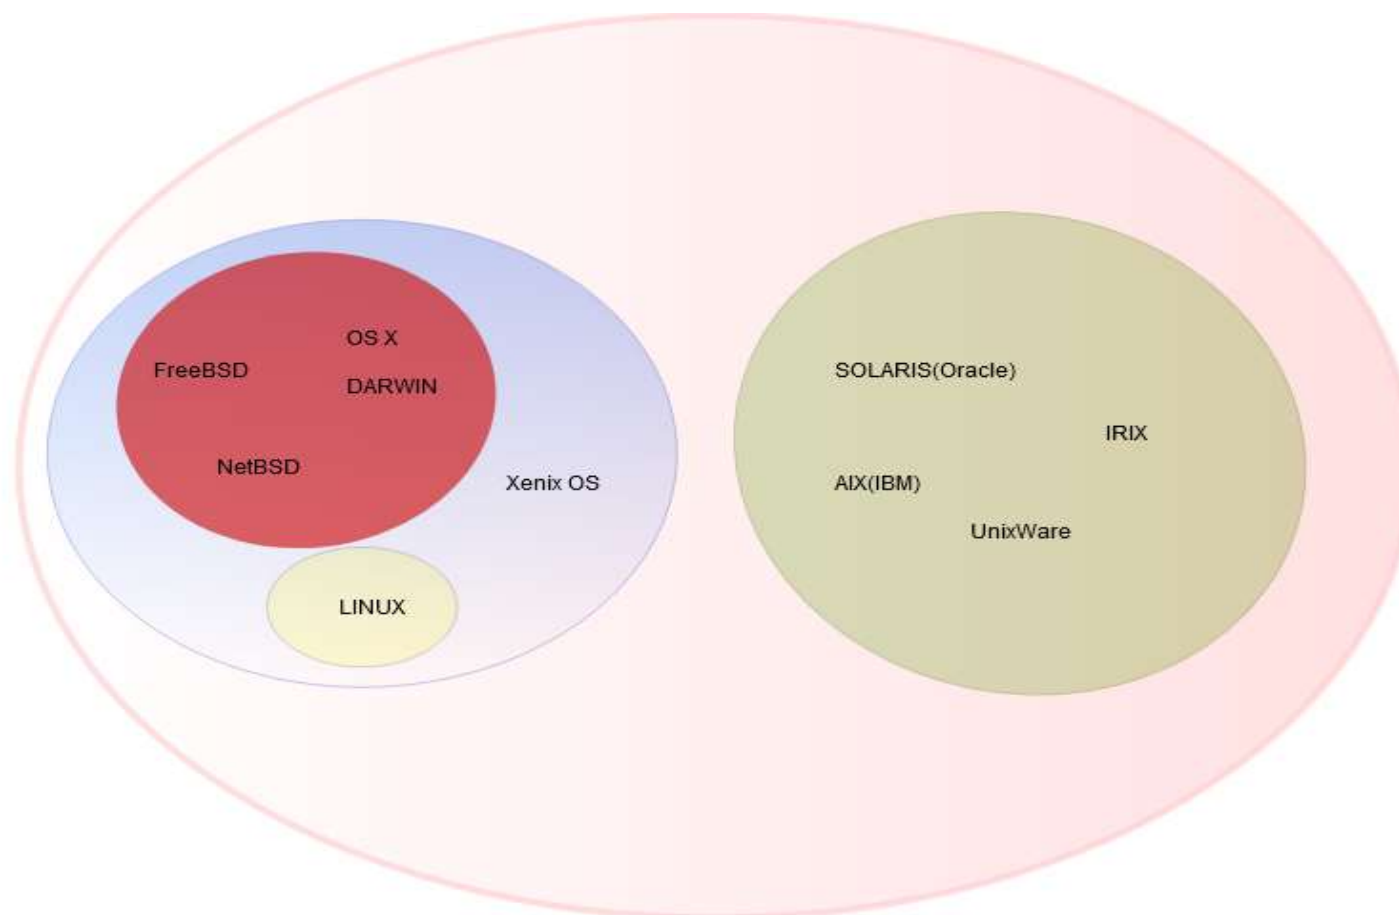 OS X
FreeBSD
DARWIN
NetBSD
Xenix OS
LINUX
SOLARIS(Oracle)
IRIX
AIX(IBM)
UnixWare